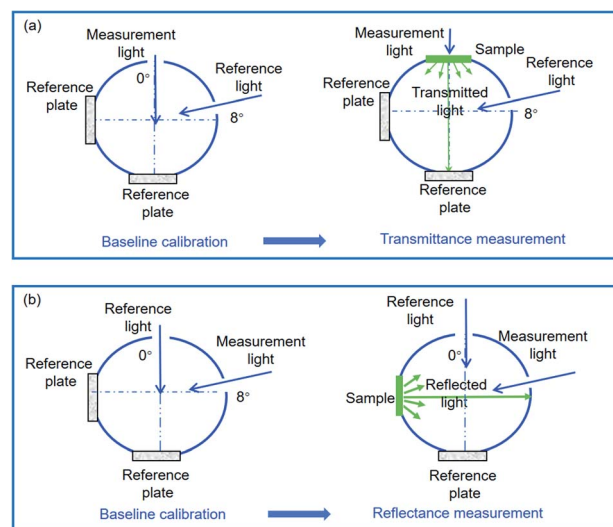 (a)
Measurement
light
0°
Reference
light
Reference
plate
8°
Reference
plate
Baseline calibration
Measurement
light
Sample
Reference
light
Reference
plate
Transmitted
light
8°
Reference
plate
Transmittance measurement
(b)
Reference
light
0°
Measurement
light
Reference
plate
8°
Reference
plate
Baseline calibration
Reference
light
0°
Measurement
light
Sample
Reflected
light
Reference
plate
Reflectance measurement